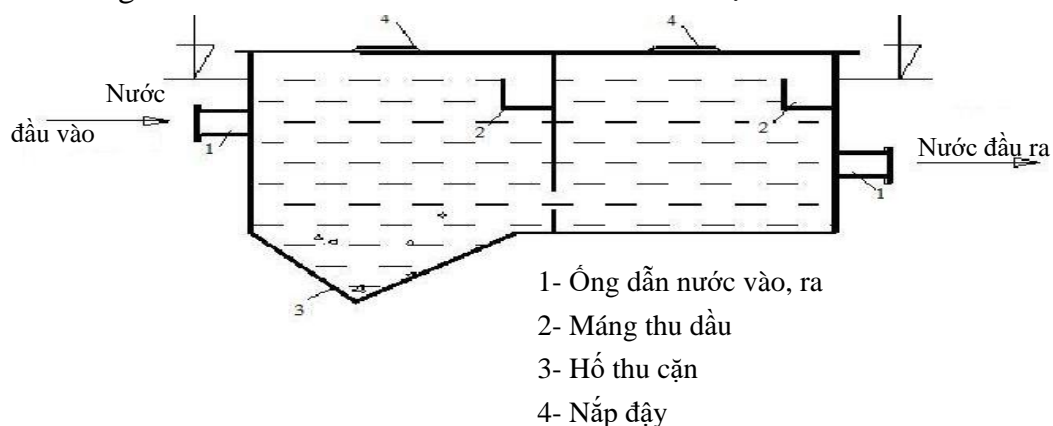 4
4
Nước
đầu vào
1
2
2
Nước đầu ra
1
3
1- Ống dẫn nước vào, ra
2- Máng thu dầu
3- Hố thu cặn
4- Nắp đậy